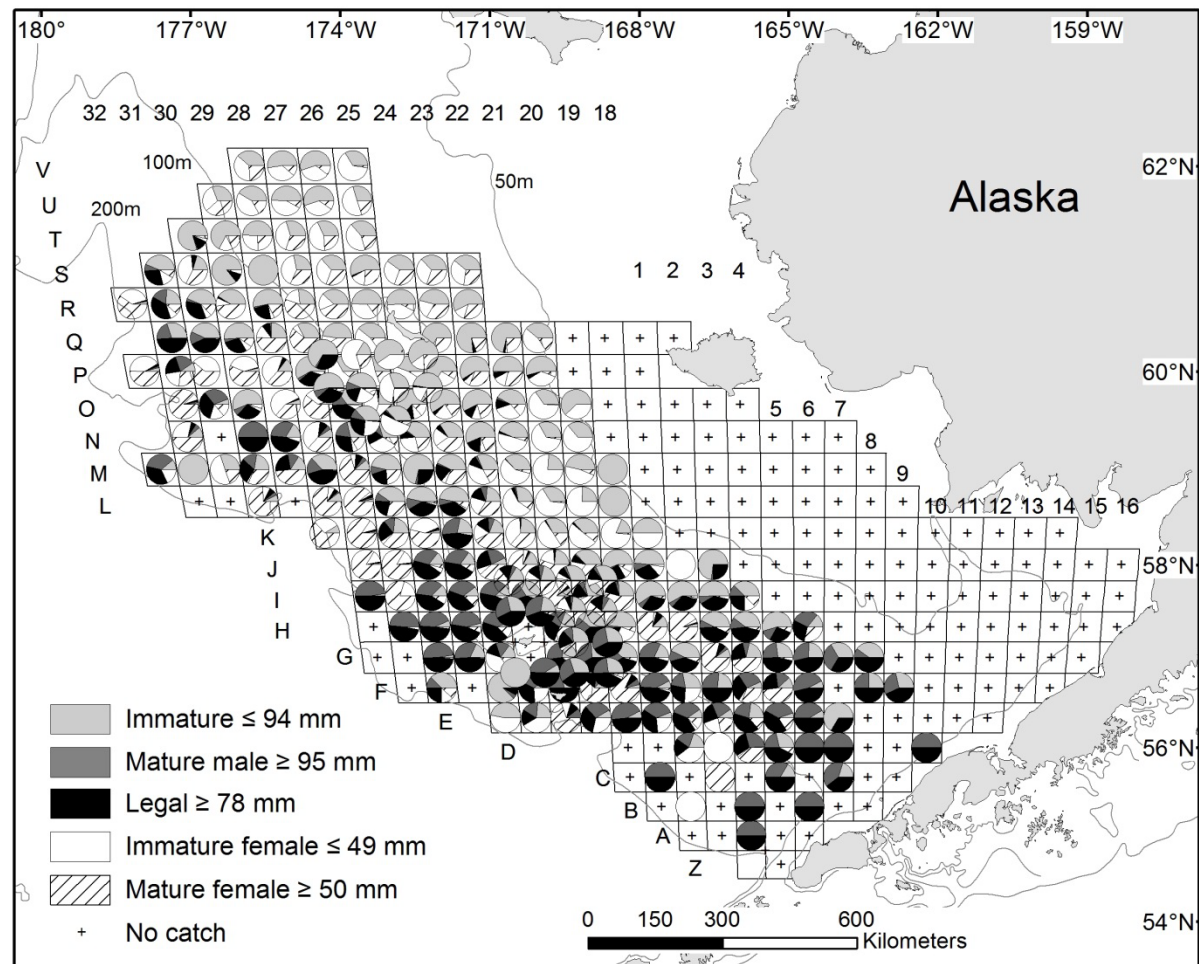 180° 177°W 174°W 171°W 168°W 165°W 162°W 159°W
32 31 30 29 28 27 26 25 24 23 22 21 20 19 18
V
100m
50m
62°N
U
200m
Alaska
T
S
1 2 3 4
R
Q
P
60°N
O
5 6 7
N
8
M
9
L
10 11 12 13 14 15 16
K
J
58°N
I
H
G
F
E
D
C
B
A
Z
56°N
54°N
Immature ≤ 94 mm
Mature male ≥ 95 mm
Legal ≥ 78 mm
Immature female ≤ 49 mm
Mature female ≥ 50 mm
+ No catch
0 150 300 600
Kilometers